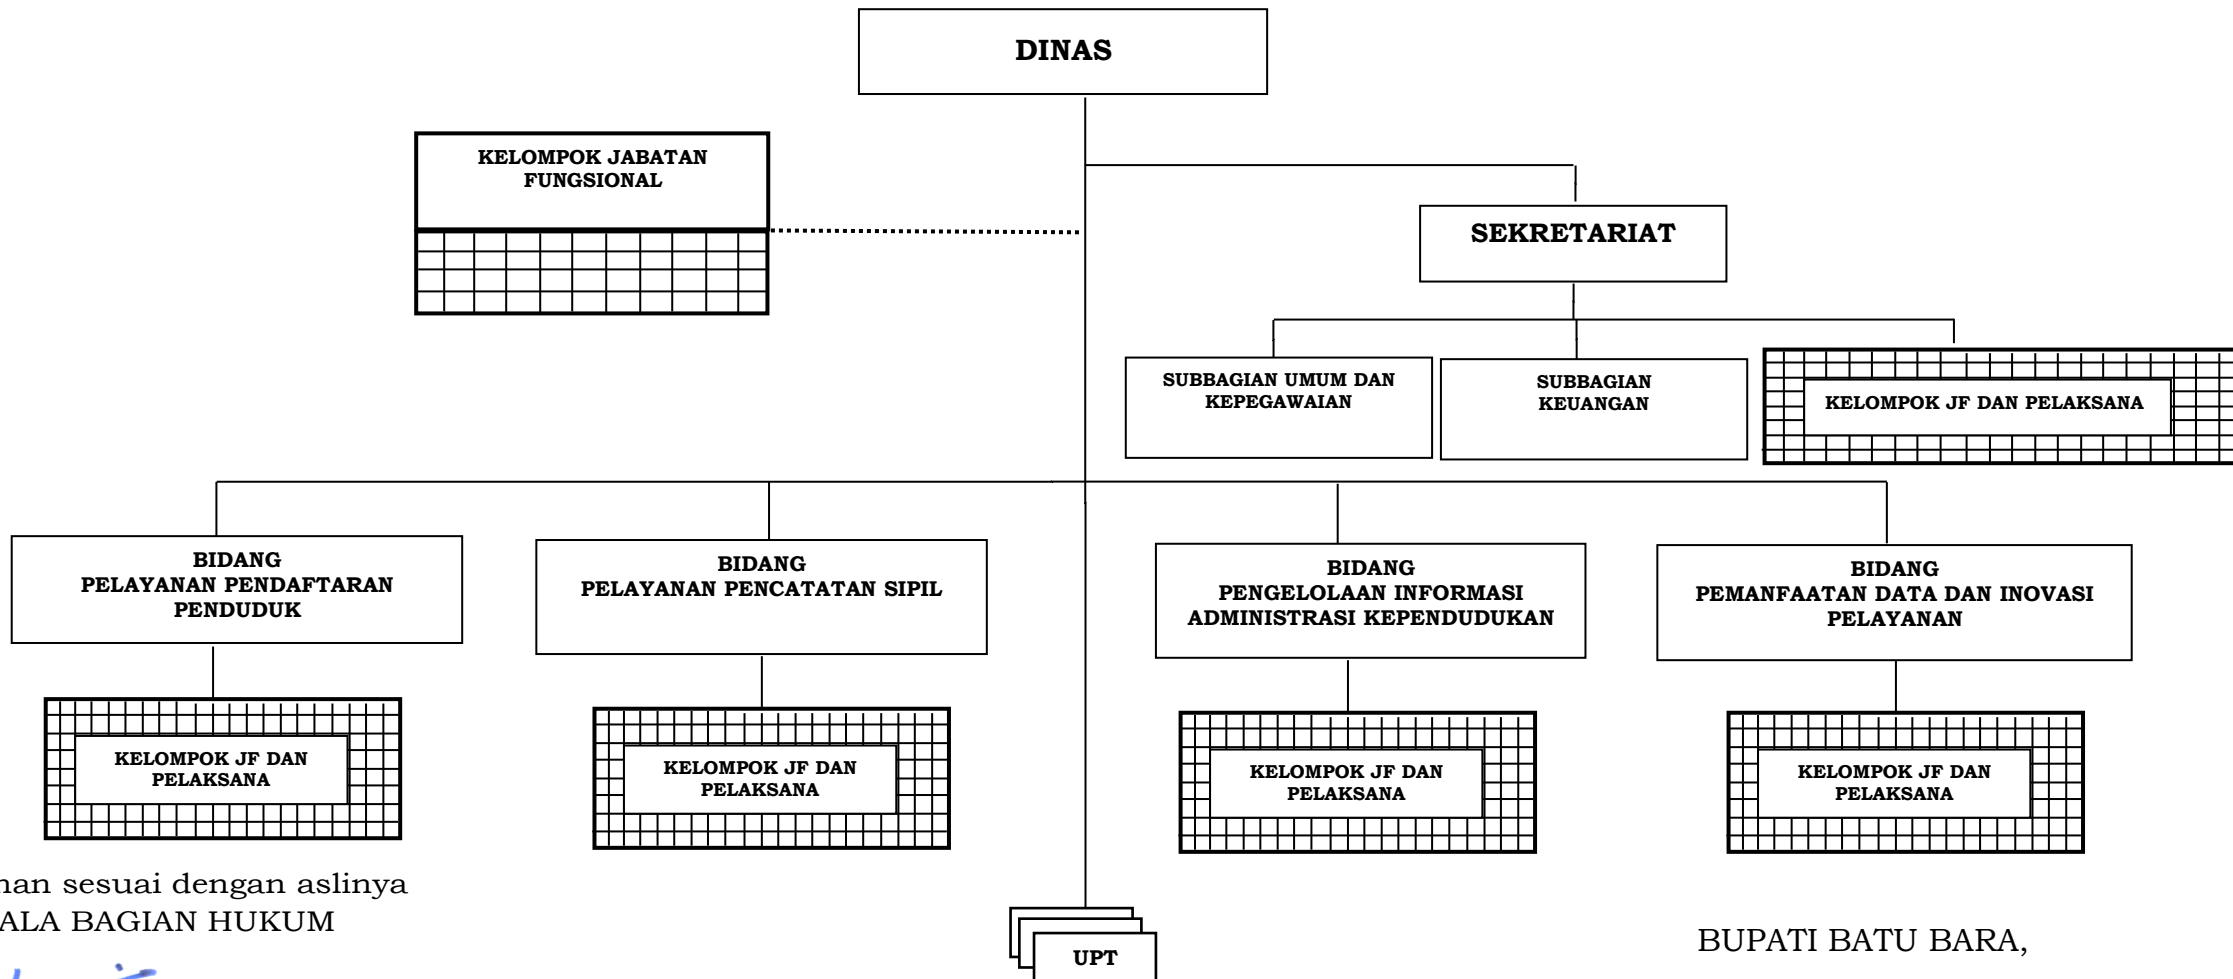 DINAS
KELOMPOK JABATAN
FUNGSIONAL
SEKRETARIAT
SUBBAGIAN UMUM DAN
KEPEGAWAIAN
SUBBAGIAN
KEUANGAN
KELOMPOK JF DAN PELAKSANA
BIDANG
PELAYANAN PENDAFTARAN
PENDUDUK
BIDANG
PELAYANAN PENCATATAN SIPIL
BIDANG
PENGELOLAAN INFORMASI
ADMINISTRASI KEPENDUDUKAN
BIDANG
PEMANFAATAN DATA DAN INOVASI
PELAYANAN
KELOMPOK JF DAN
PELAKSANA
KELOMPOK JF DAN
PELAKSANA
KELOMPOK JF DAN
PELAKSANA
KELOMPOK JF DAN
PELAKSANA
sesuai dengan aslinya
BAGIAN HUKUM
UPT
BUPATI BATU BARA,